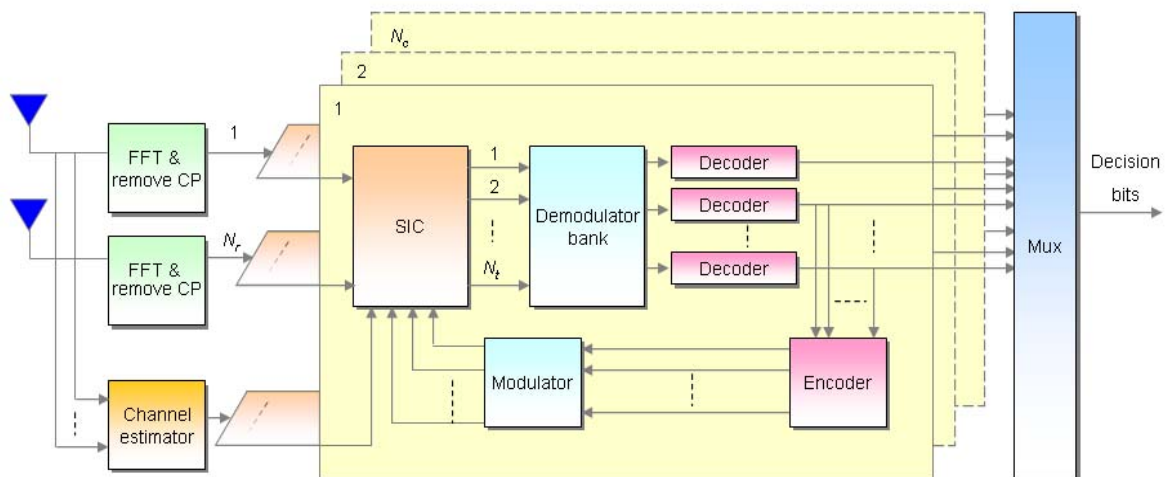 N_c
2
1
1
FFT &
remove CP
N_r
FFT &
remove CP
Channel
estimator
SIC
1
2
N_t
Demodulator
bank
Decoder
Decoder
Decoder
Modulator
Encoder
Mux
Decision
bits